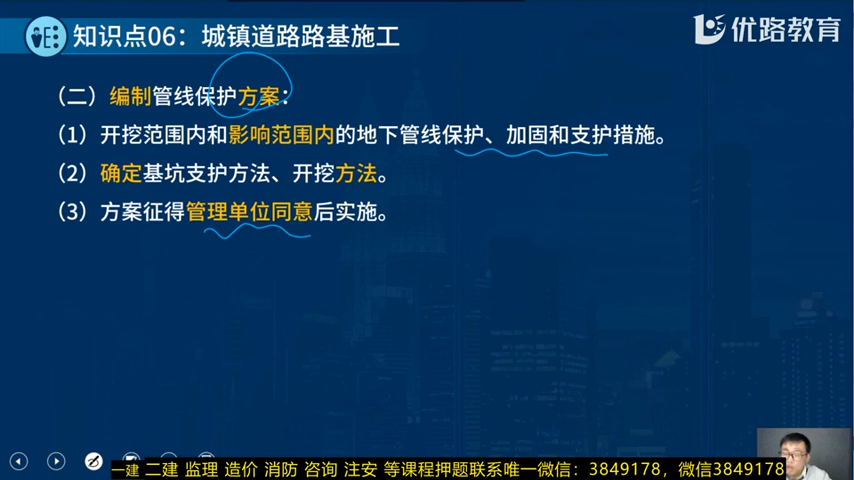 知识点06：城镇道路路基施工
优路教育
（二）编制管线保护方案：
（1）开挖范围内和影响范围内的地下管线保护、加固和支护措施。
（2）确定基坑支护方法、开挖方法。
（3）方案征得管理单位同意后实施。
一建 二建 监理 造价 消防 咨询 注安 等课程押题联系唯一微信：3849178，微信3849178